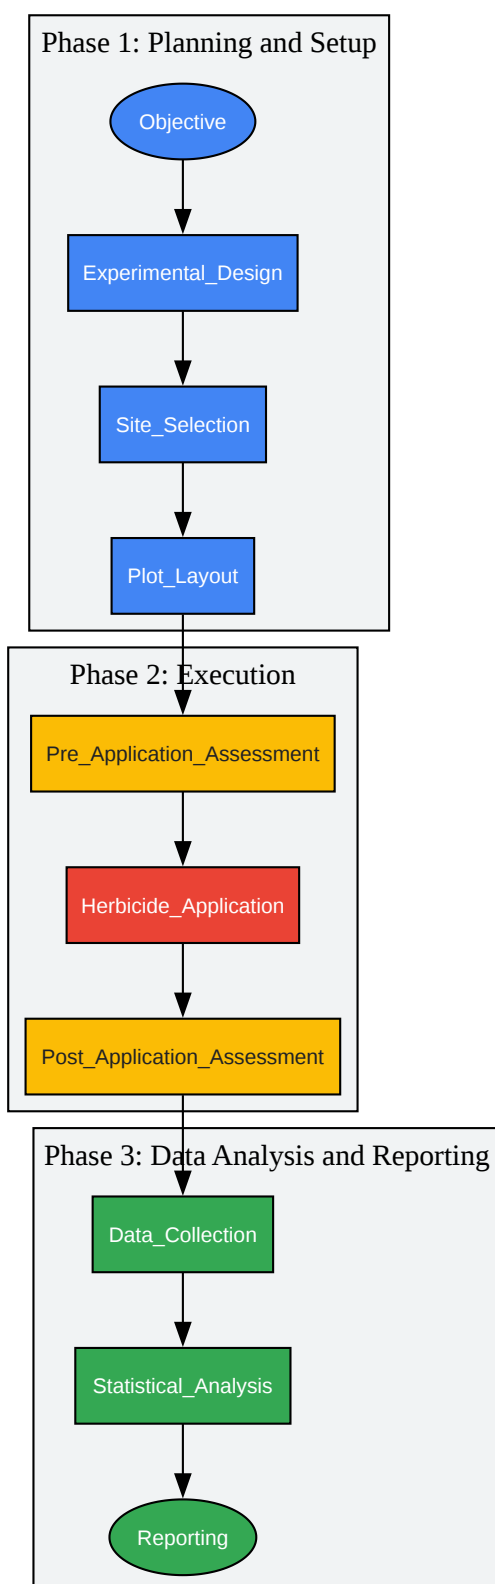 Phase 1: Planning and Setup
Objective
Experimental_Design
Site_Selection
Plot_Layout
Phase 2: Execution
Pre_Application_Assessment
Herbicide_Application
Post_Application_Assessment
Phase 3: Data Analysis and Reporting
Data_Collection
Statistical_Analysis
Reporting